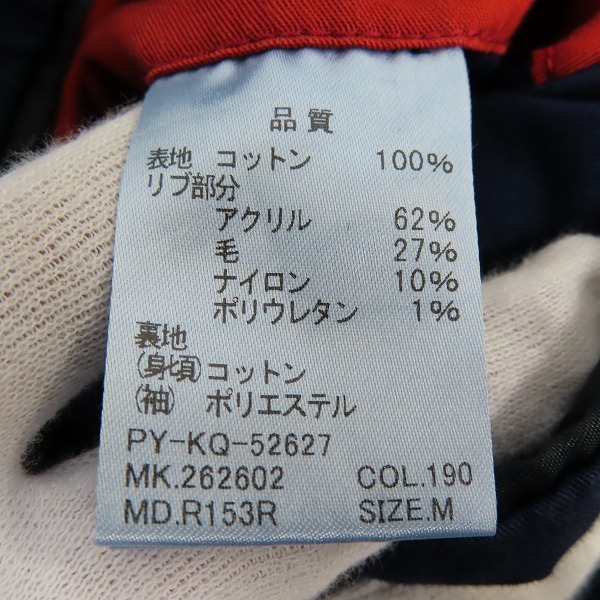 品質
表地 コットン 100%
リブ部分
アクリル 62%
毛 27%
ナイロン 10%
ポリウレタン 1%
裏地
(身頃) コットン
(袖) ポリエステル
PY-KQ-52627
MK.262602 COL.190
MD.R153R SIZE.M